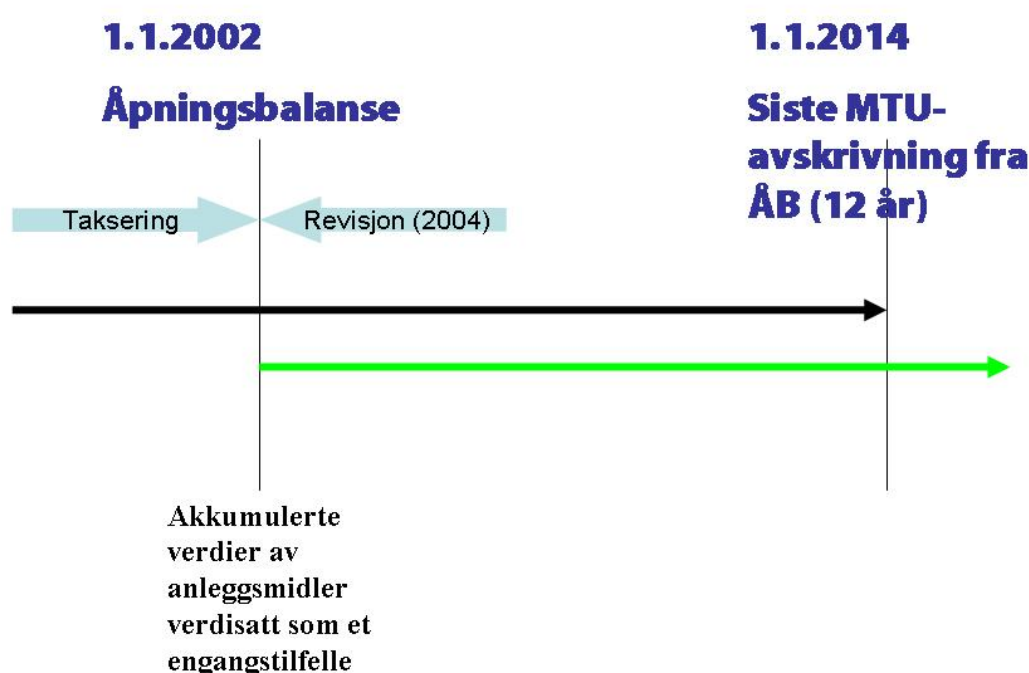 1.1.2002
Åpningsbalanse
1.1.2014
Siste MTU-
avskrivning fra
ÅB (12 år)
Taksering
Revisjon (2004)
Akkumulerte
verdier av
anleggsmidler
verdisatt som et
engangstilfelle